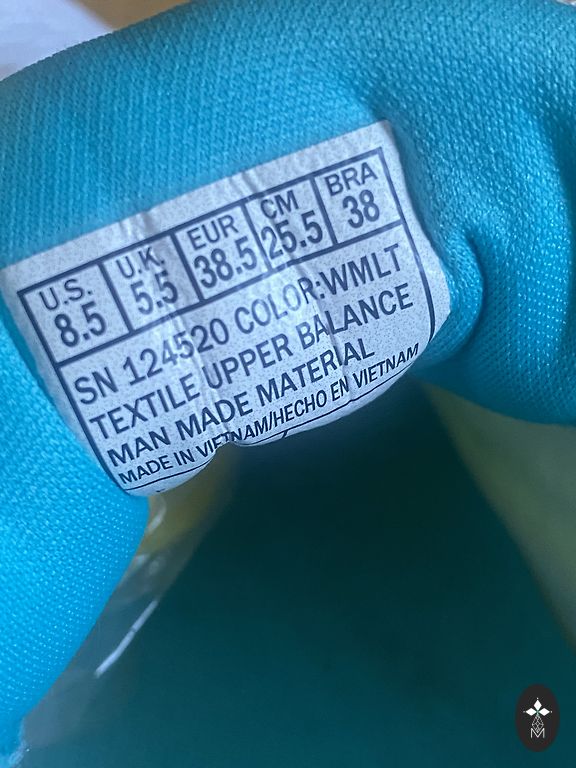 U.S. U.K. EUR CM BRA
8.5 5.5 38.5 25.5 38
SN 124520 COLOR:WMLT
TEXTILE UPPER BALANCE
MAN MADE MATERIAL
MADE IN VIETNAM/HECHO EN VIETNAM
M